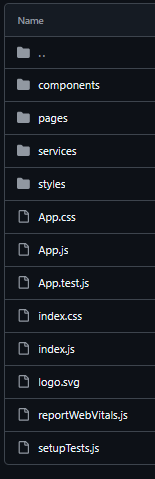 Name
..
components
pages
services
styles
App.css
App.js
App.test.js
index.css
index.js
logo.svg
reportWebVitals.js
setupTests.js